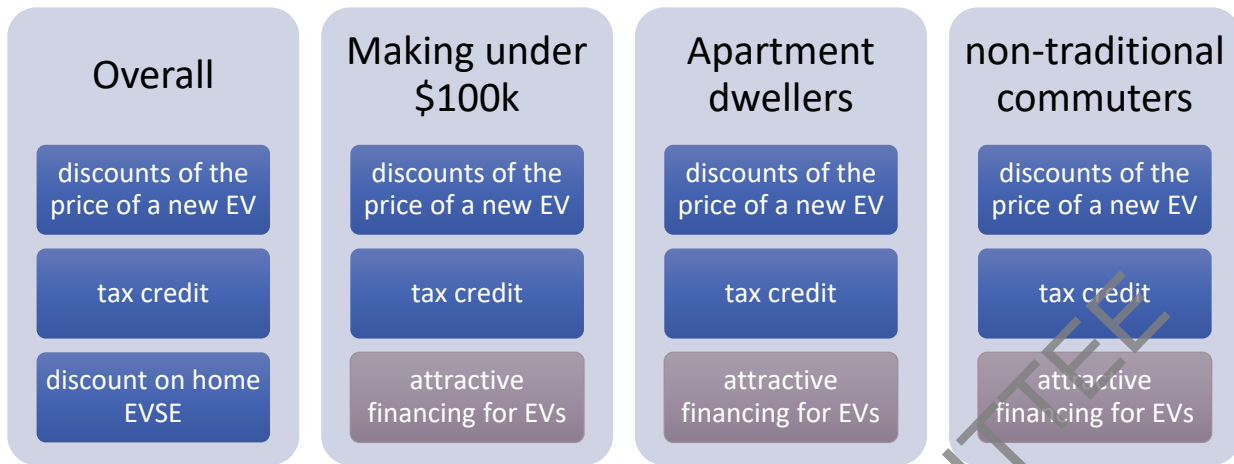 Overall
discounts of the
price of a new EV
tax credit
discount on home
EVSE
Making under
$100k
discounts of the
price of a new EV
tax credit
attractive
financing for EVs
Apartment
dwellers
discounts of the
price of a new EV
tax credit
attractive
financing for EVs
non-traditional
commuters
discounts of the
price of a new EV
tax credit
attractive
financing for EVs